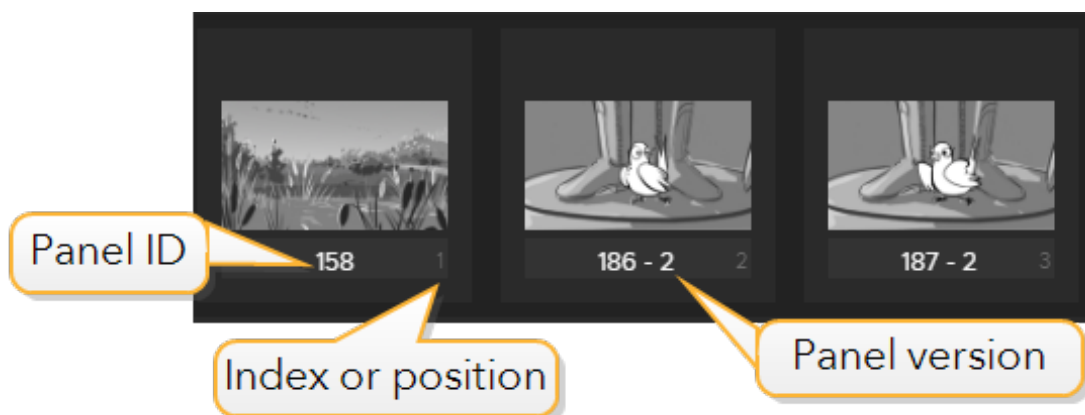 Panel ID
158
1
186 - 2
2
187 - 2
3
Index or position
Panel version